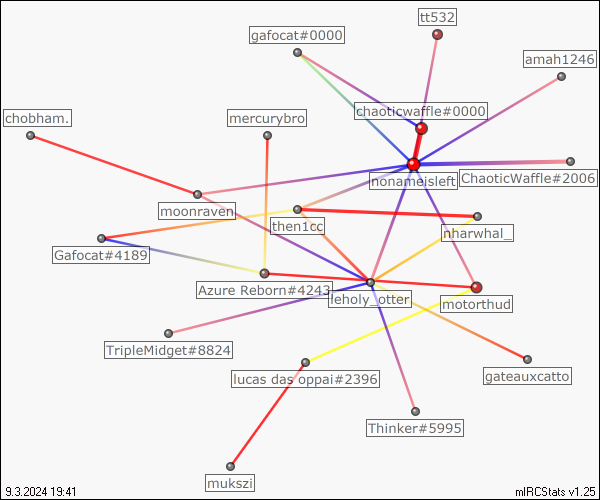 tt532
gafocat#0000
amah1246
chaoticwaffle#0000
chobham.
mercurybro
ChaoticWaffle#2006
nonameisleft
moonraven
then1cc
nharwhal_
Gafocat#4189
Azure Reborn#4243
leholy_otter
motorthud
TripleMidget#8824
lucas das oppai#2396
gateauxcatto
Thinker#5995
mukszi
9.3.2024 19:41
mIRCStats v1.25